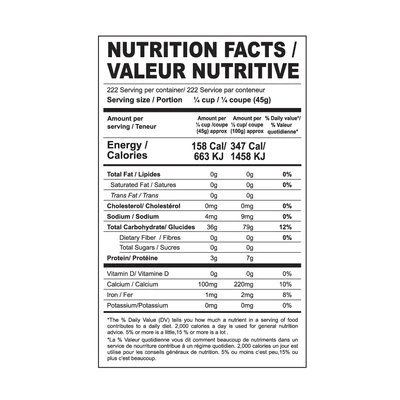 NUTRITION FACTS /
VALEUR NUTRITIVE
222 Serving per container/ 222 Service par conteneur
Serving size / Portion ¼ cup / ¼ coupe (45g)
Amount per serving / Teneur Amount per ¼ cup /coupe (45g) approx Amount per ½ cup/ coupe (100g) approx % Daily value*/ % Valeur quotidienne*
Energy / Calories 158 Cal/ 663 KJ 347 Cal/ 1458 KJ
Total Fat / Lipides 0g 0g 0%
Saturated Fat / Satures 0g 0g 0%
Trans Fat / Trans 0g 0g
Cholesterol/ Cholestérol 0mg 0mg 0%
Sodium / Sodium 4mg 9mg 0%
Total Carbohydrate/ Glucides 36g 79g 12%
Dietary Fiber / Fibres 0g 0g 0%
Total Sugars / Sucres 0g 0g
Protein/ Protéine 3g 7g
Vitamin D/ Vitamine D 0g 0g 0%
Calcium / Calcium 100mg 220mg 10%
Iron / Fer 1mg 2mg 8%
Potassium/Potassium 0mg 0mg 0%
*The % Daily Value (DV) tells you how much a nutrient in a serving of food
contributes to a daily diet. 2,000 calories a day is used for general nutrition
advice. 5% or more is a little,15 % or more is a lot.
*La % Valeur quotidienne vous dit comment beaucoup de nutriments dans un
service de nourriture contribué à un régime quotidien. 2,000 calories un jour est
utilisé pour les conseils généraux de nutrition. 5% ou moins c'est peu,15% ou
plus c'est beaucoup.